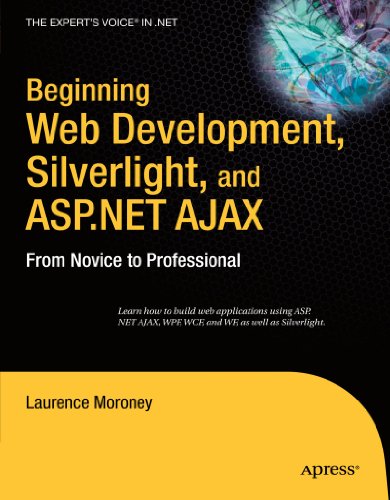 THE EXPERT'S VOICE® IN .NET
Beginning
Web Development,
Silverlight, and
ASP.NET AJAX
From Novice to Professional
Learn how to build web applications using ASP.
NET AJAX, WPF, WCF, and WF, as well as Silverlight.
Laurence Moroney
Apress®